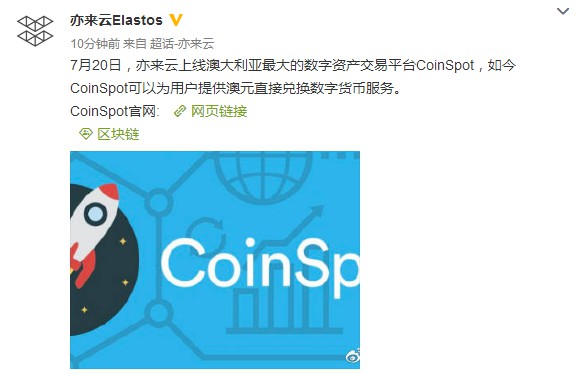 亦来云Elastos
10分钟前 来自 超话-亦来云
7月20日，亦来云上线澳大利亚最大的数字资产交易平台CoinSpot，如今
CoinSpot可以为用户提供澳元直接兑换数字货币服务。
CoinSpot官网: 网页链接
区块链
CoinSp